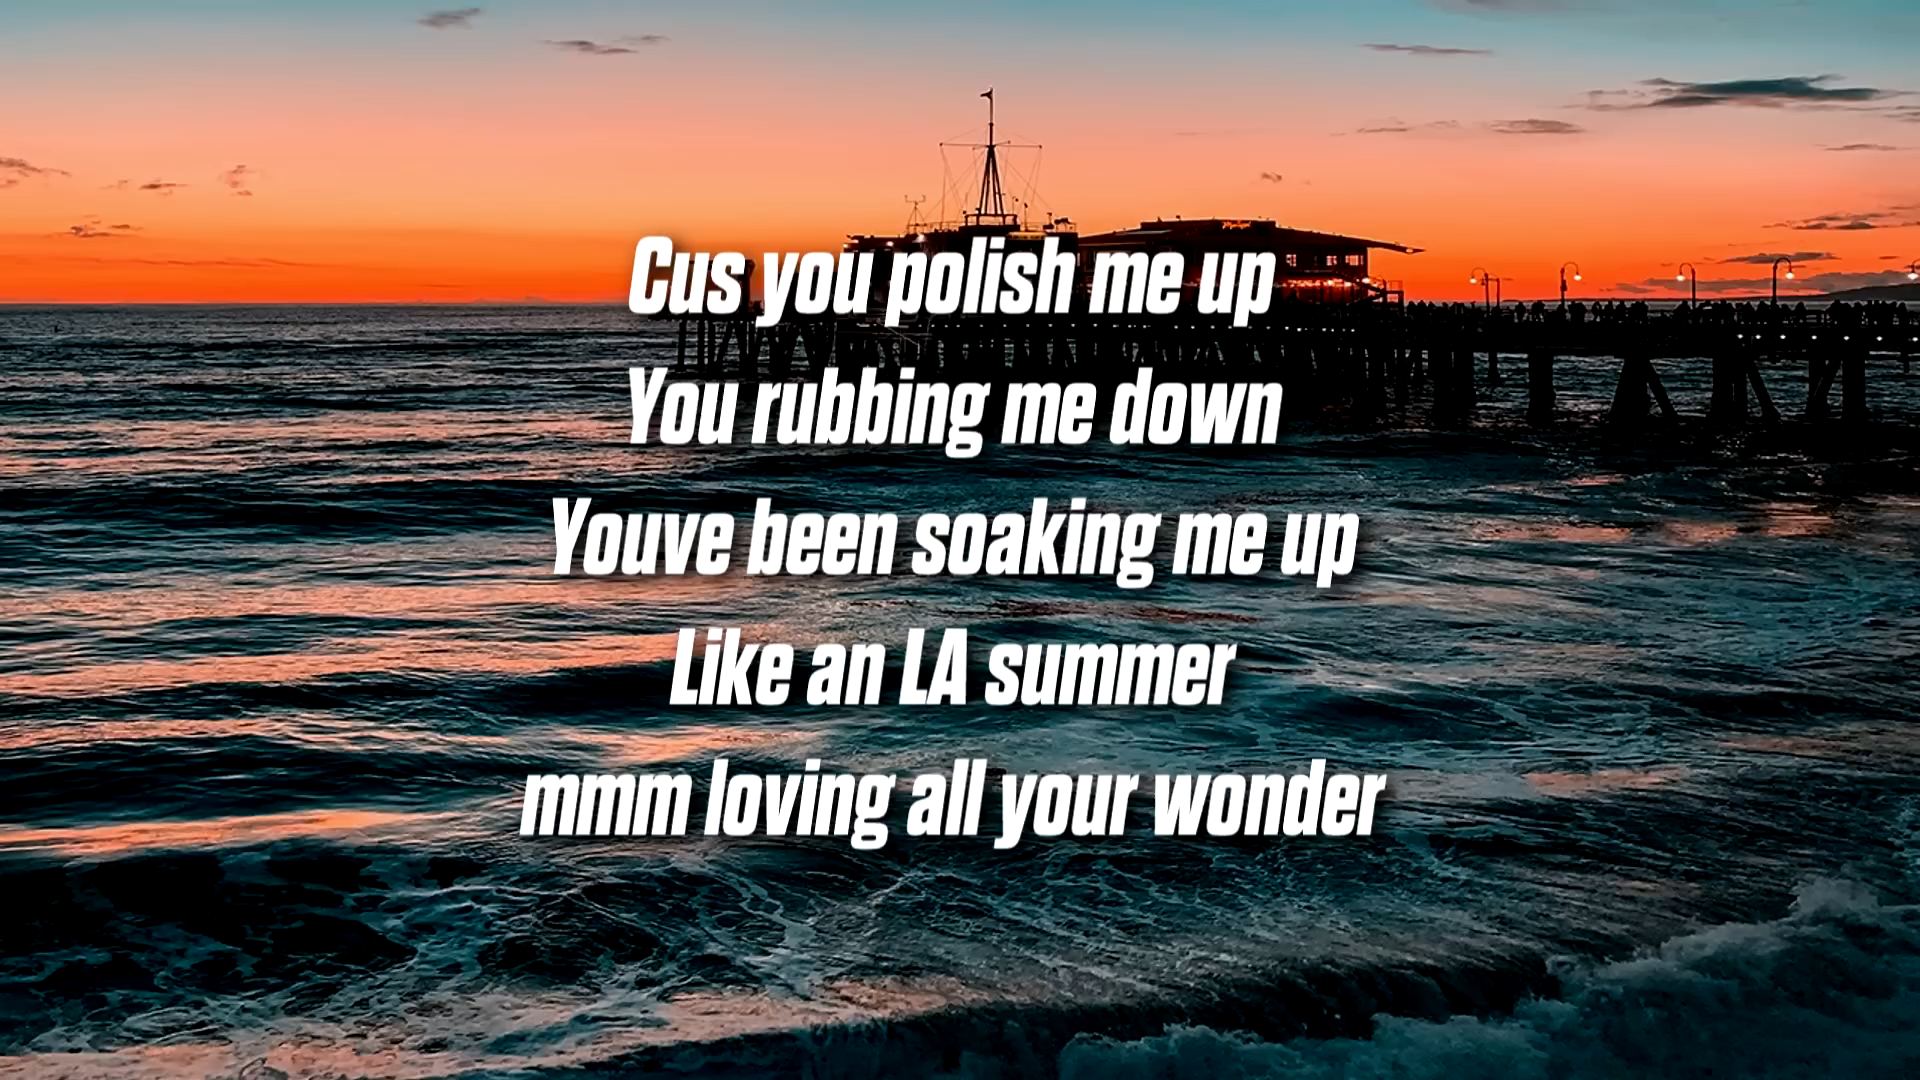 Cus you polish me up
You rubbing me down
Youve been soaking me up
Like an LA summer
mmm loving all your wonder